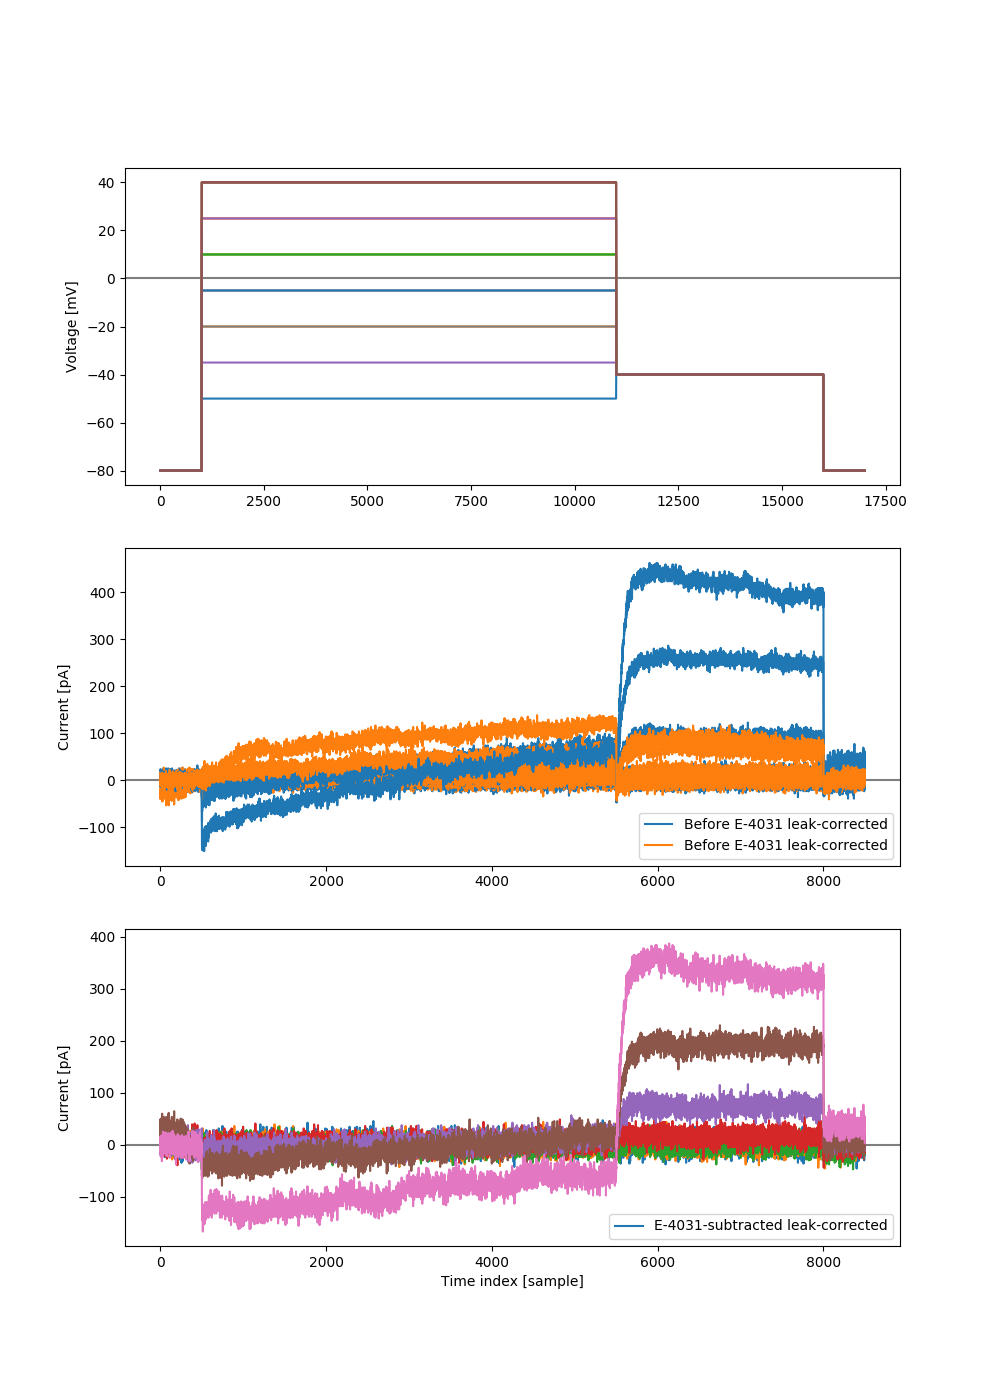 40
20
0
−20
−40
−60
−80
Voltage [mV]
0 2500 5000 7500 10000 12500 15000 17500
400
300
200
100
0
−100
Current [pA]
Before E-4031 leak-corrected
Before E-4031 leak-corrected
0 2000 4000 6000 8000
400
300
200
100
0
−100
Current [pA]
E-4031-subtracted leak-corrected
0 2000 4000 6000 8000
Time index [sample]